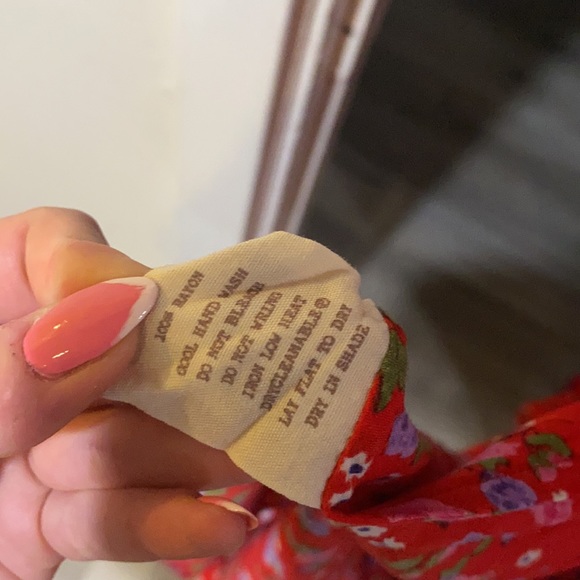 100% RAYON
COOL HAND WASH
DO NOT BLEACH
DO NOT WRING
IRON LOW HEAT
DRYCLEANABLE Ⓟ
LAY FLAT TO DRY
DRY IN SHADE